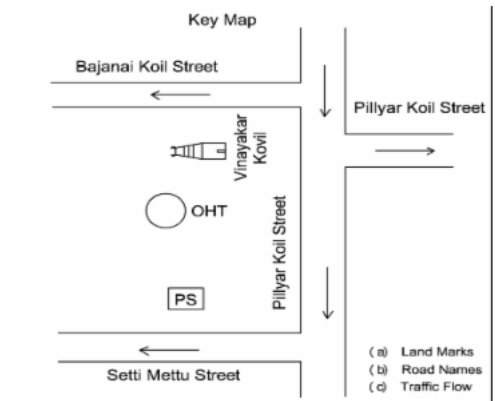 Key Map
Bajanai Koil Street
Pillyar Koil Street
Vinayakar
Kovil
OHT
Pillyar Koil Street
PS
Setti Mettu Street
(a) Land Marks
(b) Road Names
(c) Traffic Flow